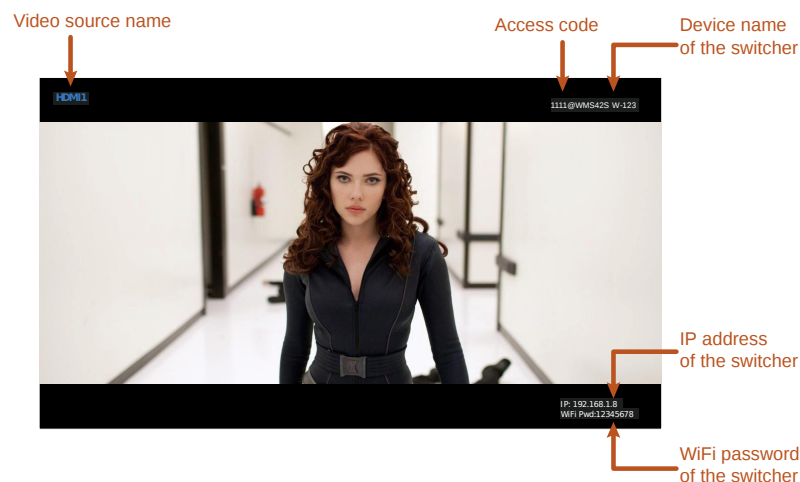 Video source name
Access code
Device name
of the switcher
HDMI1
1111@WMS42S W-123
IP address
of the switcher
IP: 192.168.1.8
WiFi Pwd:12345678
WiFi password
of the switcher